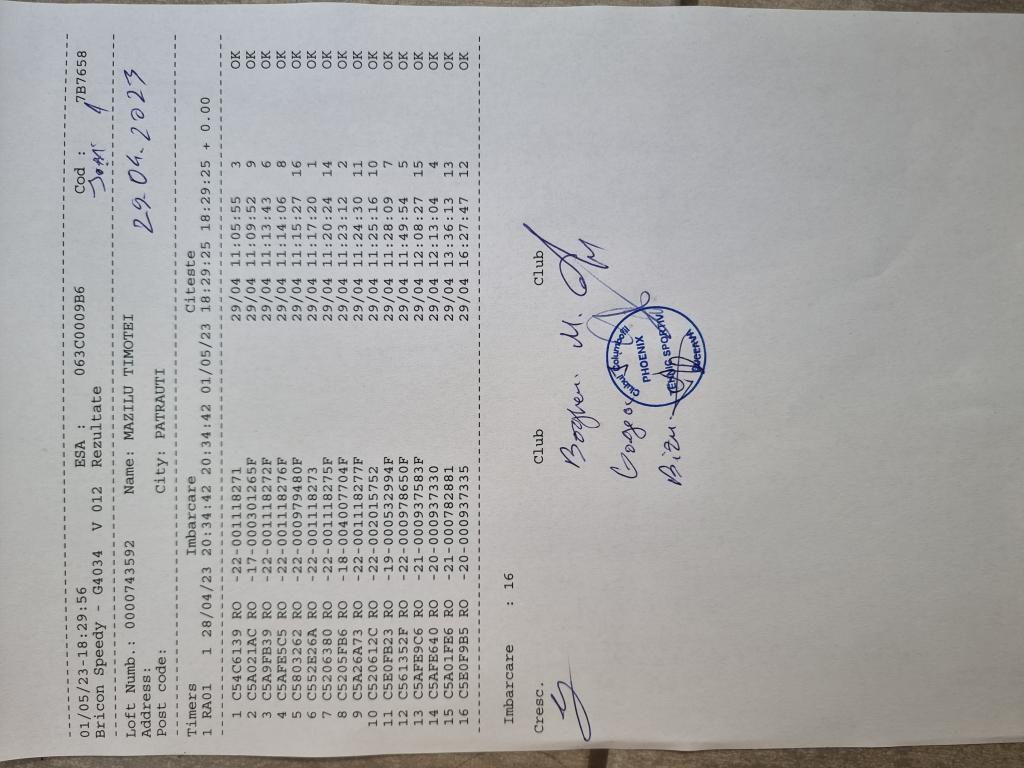 01/05/23-18:29:56 ESA : 063C0009B6 Cod : 7B7658
Bricon Speedy - G4034 V 012 Rezultate
Loft Numb.: 0000743592 Name: MAZILU TIMOTEI
Address:
Post code: City: PATRAUTI
29.04.2023
Timers Imbarcare Citeste
1 RA01 1 28/04/23 20:34:42 20:34:42 01/05/23 18:29:25 18:29:25 + 0.00
1 C54C6139 RO -22-001118271 29/04 11:05:55 3 OK
2 C5A021AC RO -17-000301265F 29/04 11:09:52 9 OK
3 C5A9FB39 RO -22-001118272F 29/04 11:13:43 6 OK
4 C5AFE5C5 RO -22-001118276F 29/04 11:14:06 8 OK
5 C5803262 RO -22-000979480F 29/04 11:15:27 16 OK
6 C552E26A RO -22-001118273 29/04 11:17:20 1 OK
7 C5206380 RO -22-001118275F 29/04 11:20:24 14 OK
8 C5205FB6 RO -18-004007704F 29/04 11:23:12 2 OK
9 C5A26A73 RO -22-001118277F 29/04 11:24:30 11 OK
10 C520612C RO -22-002015752 29/04 11:25:16 10 OK
11 C5E0FB23 RO -19-000532994F 29/04 11:28:09 7 OK
12 C561352F RO -22-000978650F 29/04 11:49:54 5 OK
13 C5AFE9C6 RO -21-000937583F 29/04 12:08:27 15 OK
14 C5AFE640 RO -20-000937330 29/04 12:13:04 4 OK
15 C5A01FE6 RO -21-000782881 29/04 13:36:13 13 OK
16 C5E0F9B5 RO -20-000937335 29/04 16:27:47 12 OK
Imbarcare : 16
Cresc. Club Club
Clubul Columbofil
PHOENIX
TENNIS SPORTIV